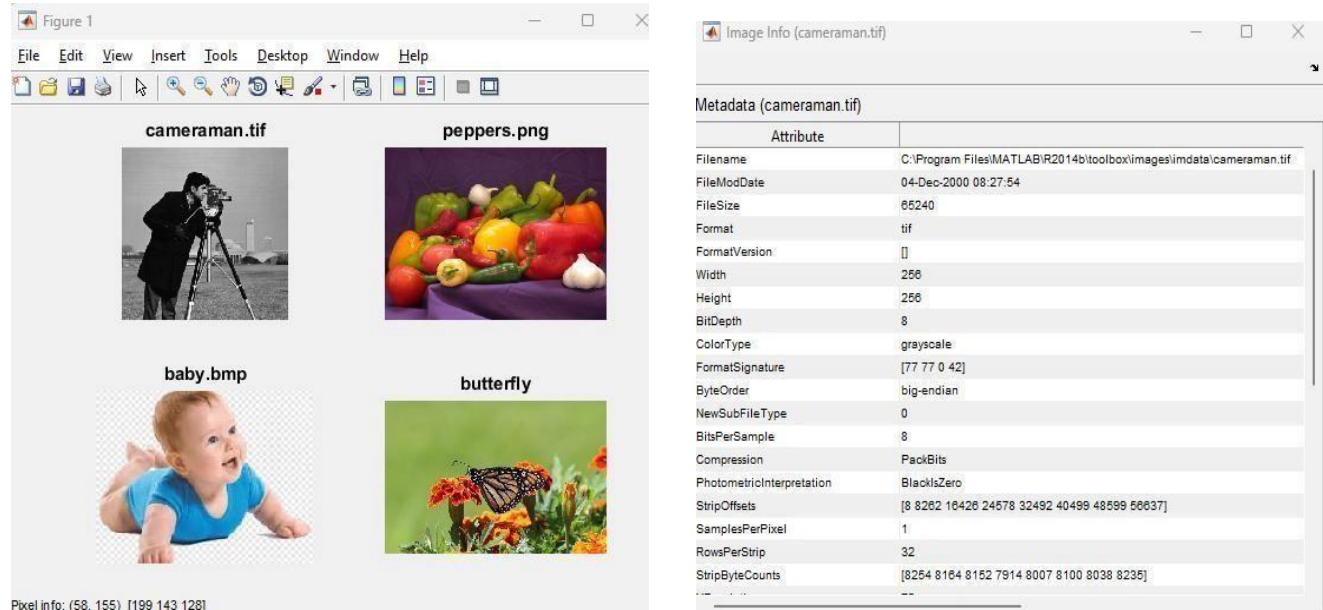 Figure 1
File Edit View Insert Tools Desktop Window Help
cameraman.tif
peppers.png
baby.bmp
butterfly
Pixel info: (58, 155) [199 143 128]
Image Info (cameraman.tif)
Metadata (cameraman.tif)
Attribute
Filename C:\Program Files\MATLAB\R2014b\toolbox\images\imdata\cameraman.tif
FileModDate 04-Dec-2000 08:27:54
FileSize 65240
Format tif
FormatVersion []
Width 256
Height 256
BitDepth 8
ColorType grayscale
FormatSignature [77 77 0 42]
ByteOrder big-endian
NewSubFileType 0
BitsPerSample 8
Compression PackBits
PhotometricInterpretation BlackIsZero
StripOffsets [8 8262 16426 24578 32492 40499 48599 56637]
SamplesPerPixel 1
RowsPerStrip 32
StripByteCounts [8254 8164 8152 7914 8007 8100 8038 8235]